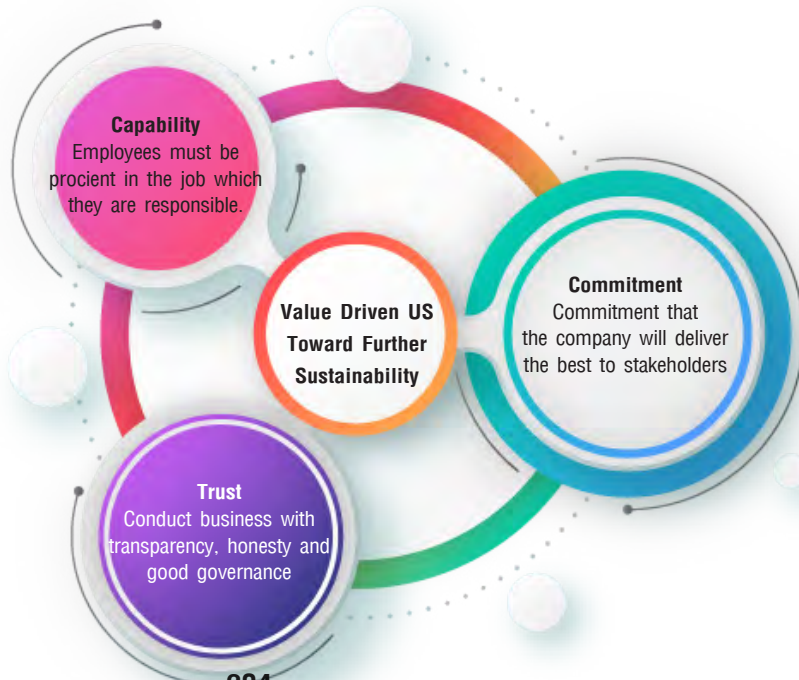 Capability
Employees must be
procient in the job which
they are responsible.
Value Driven US
Toward Further
Sustainability
Commitment
Commitment that
the company will deliver
the best to stakeholders
Trust
Conduct business with
transparency, honesty and
good governance